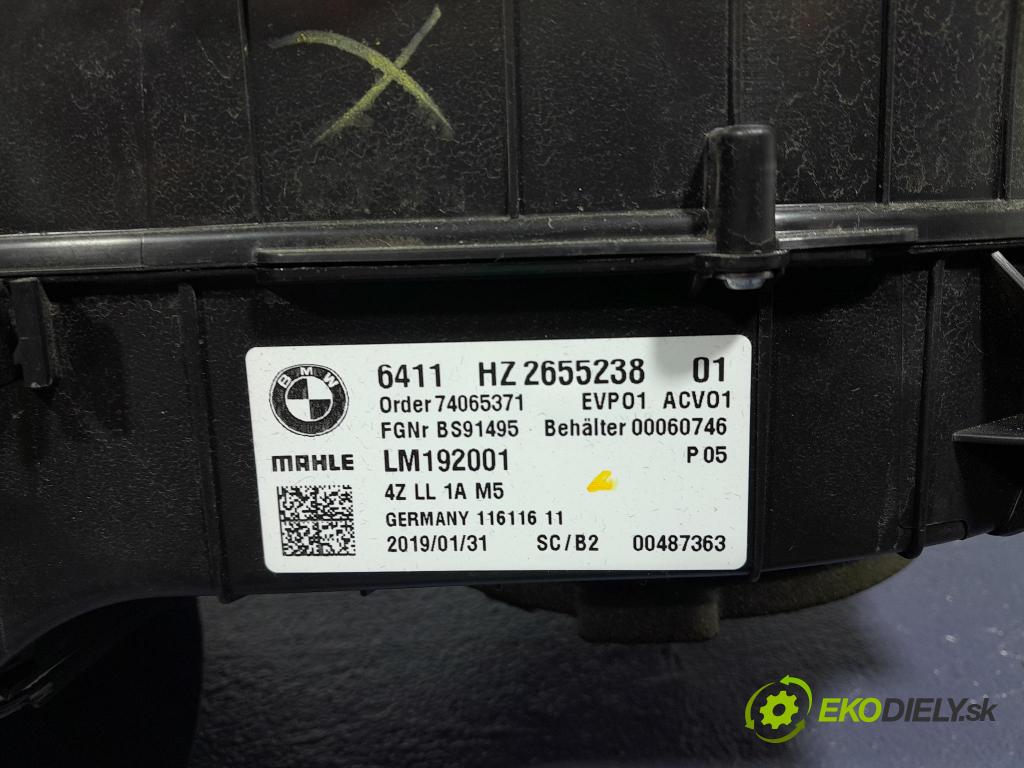 BMW
6411 HZ 2655238 01
Order 74065371 EVP01 ACV01
FGNr BS91495 Behälter 00060746
MAHLE LM192001 P 05
4Z LL 1A M5
GERMANY 116116 11
2019/01/31 SC/B2 00487363
EKODIELY.sk